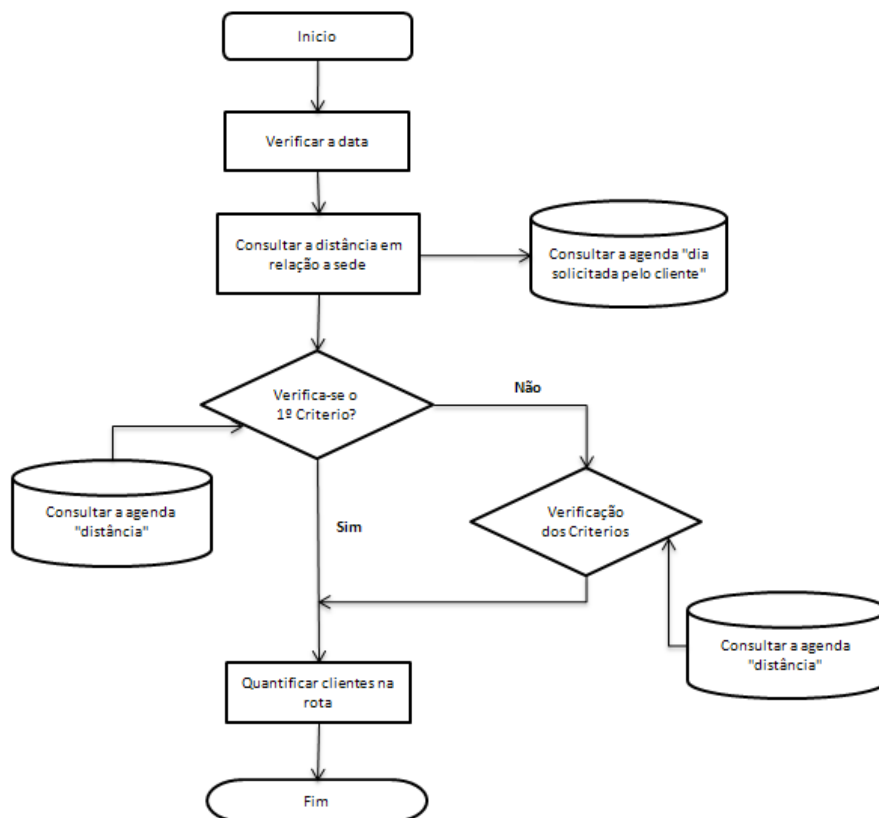 Inicio
Verificar a data
Consultar a distância em
relação a sede
Consultar a agenda "dia
solicitada pelo cliente"
Verifica-se o
1º Criterio?
Não
Consultar a agenda
"distância"
Sim
Verificação
dos Criterios
Consultar a agenda
"distância"
Quantificar clientes na
rota
Fim